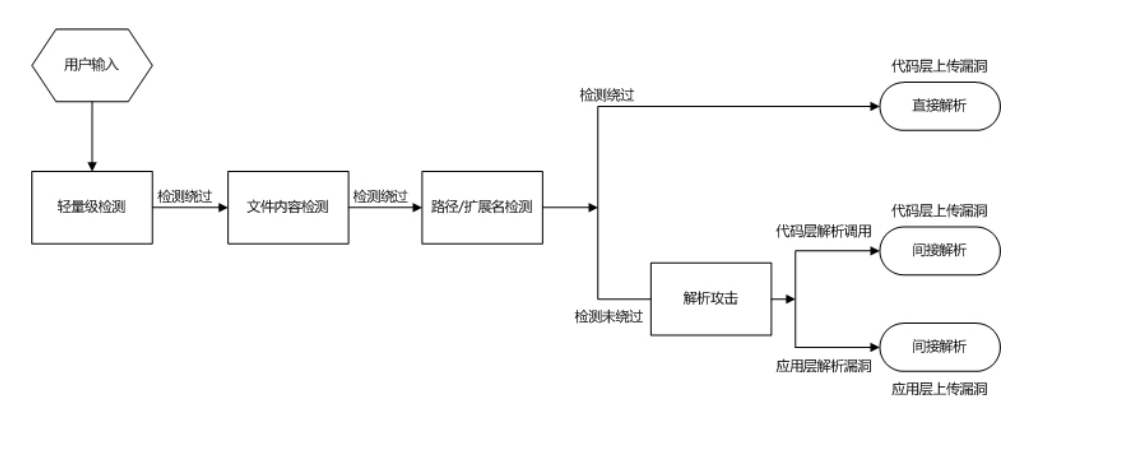 用户输入
轻量级检测
检测绕过
文件内容检测
检测绕过
路径/扩展名检测
检测绕过
代码层上传漏洞
直接解析
检测未绕过
解析攻击
代码层解析调用
代码层上传漏洞
间接解析
应用层解析漏洞
间接解析
应用层上传漏洞